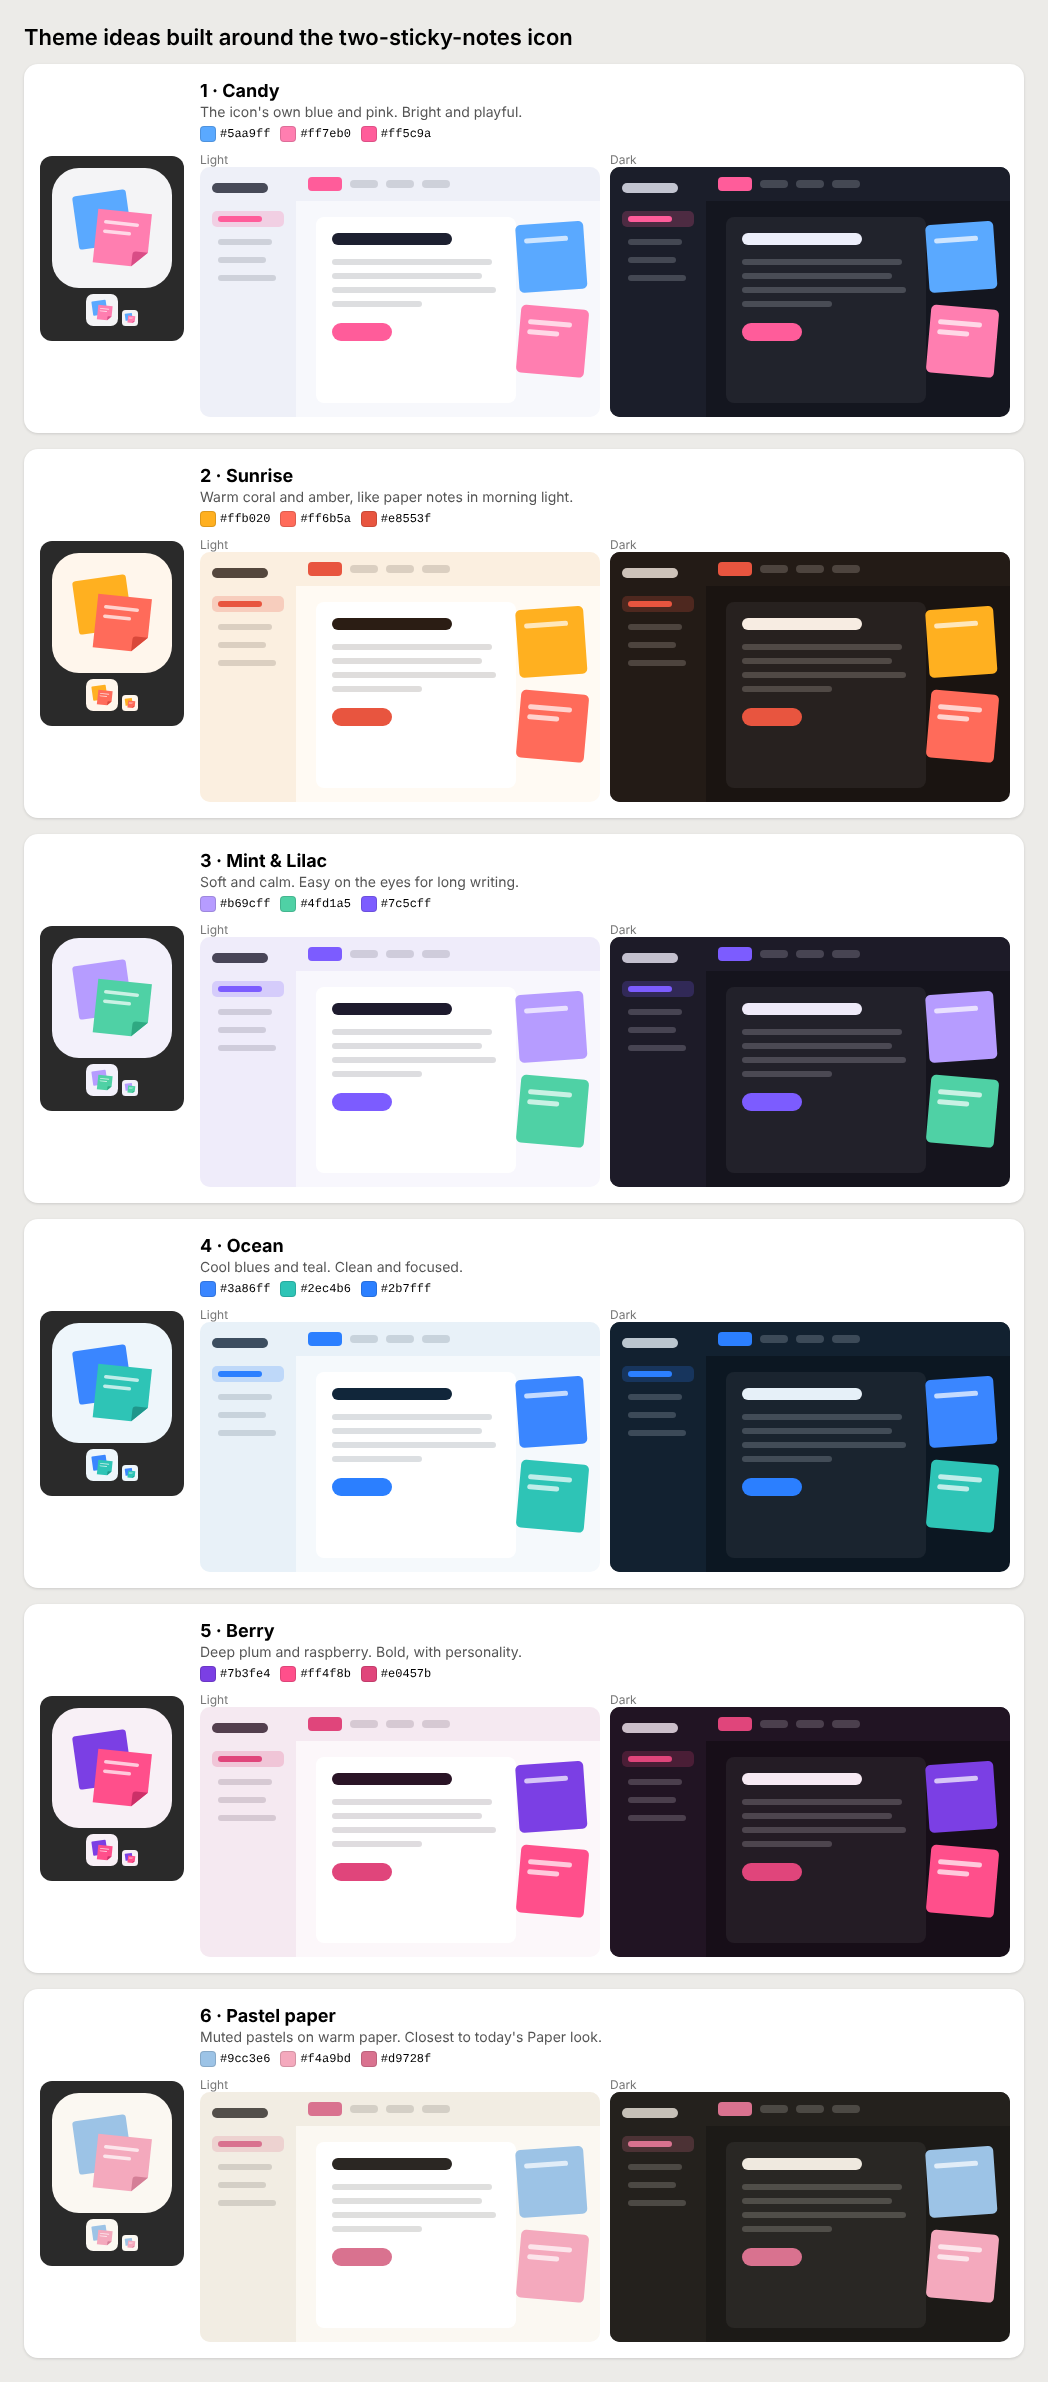 Theme ideas built around the two-sticky-notes icon
1 · Candy
The icon's own blue and pink. Bright and playful.
#5aa9ff #ff7eb0 #ff5c9a
Light Dark
2 · Sunrise
Warm coral and amber, like paper notes in morning light.
#ffb020 #ff6b5a #e8553f
Light Dark
3 · Mint & Lilac
Soft and calm. Easy on the eyes for long writing.
#b69cff #4fd1a5 #7c5cff
Light Dark
4 · Ocean
Cool blues and teal. Clean and focused.
#3a86ff #2ec4b6 #2b7fff
Light Dark
5 · Berry
Deep plum and raspberry. Bold, with personality.
#7b3fe4 #ff4f8b #e0457b
Light Dark
6 · Pastel paper
Muted pastels on warm paper. Closest to today's Paper look.
#9cc3e6 #f4a9bd #d9728f
Light Dark